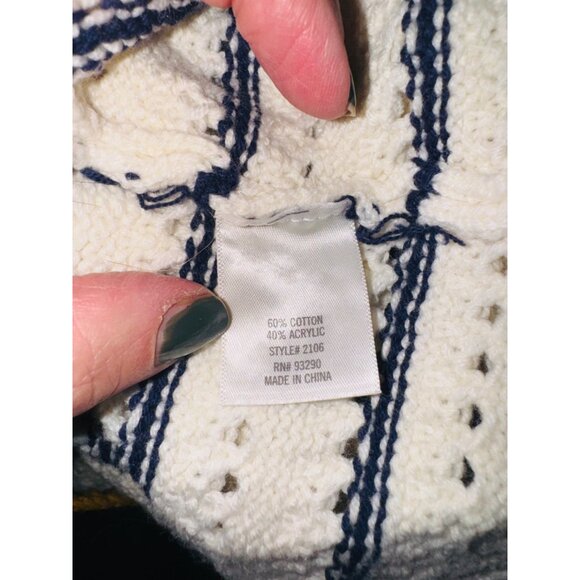 60% COTTON
40% ACRYLIC
STYLE# 2106
RN# 93290
MADE IN CHINA